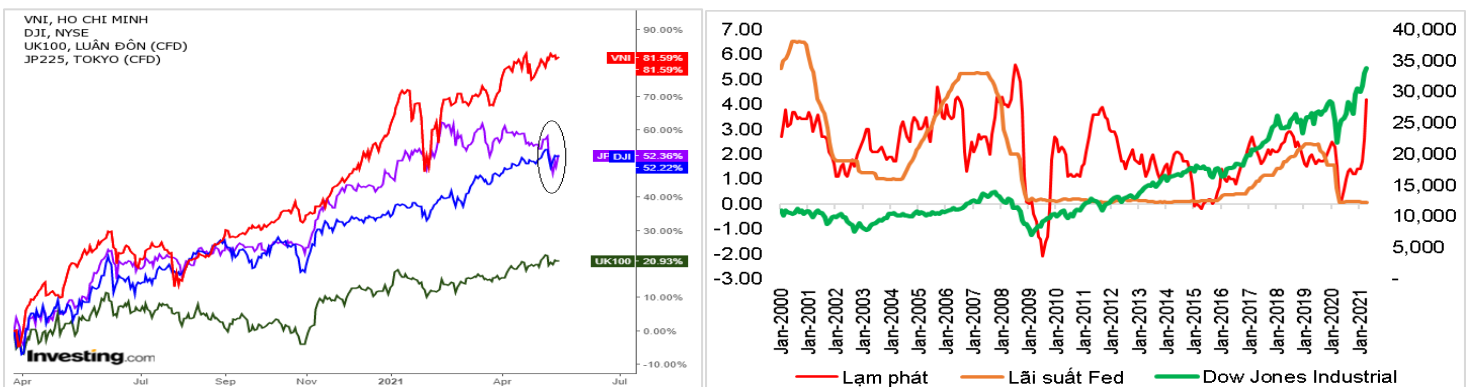 VNI, HO CHI MINH
DJI, NYSE
UK100, LUÂN ĐÔN (CFD)
JP225, TOKYO (CFD)
90.00%
VNI 81.59%
81.59%
70.00%
60.00%
JP DJI 52.36%
52.22%
40.00%
30.00%
UK100 20.93%
10.00%
0.00%
-10.00%
Investing.com
Apr Jul Sep Nov 2021 Apr Jul
7.00 40,000
6.00 35,000
5.00 30,000
4.00 25,000
3.00 20,000
2.00 15,000
1.00 10,000
0.00 5,000
-1.00 -
-2.00
-3.00
Jan-2000 Jan-2001 Jan-2002 Jan-2003 Jan-2004 Jan-2005 Jan-2006 Jan-2007 Jan-2008 Jan-2009 Jan-2010 Jan-2011 Jan-2012 Jan-2013 Jan-2014 Jan-2015 Jan-2016 Jan-2017 Jan-2018 Jan-2019 Jan-2020 Jan-2021
Lạm phát Lãi suất Fed Dow Jones Industrial